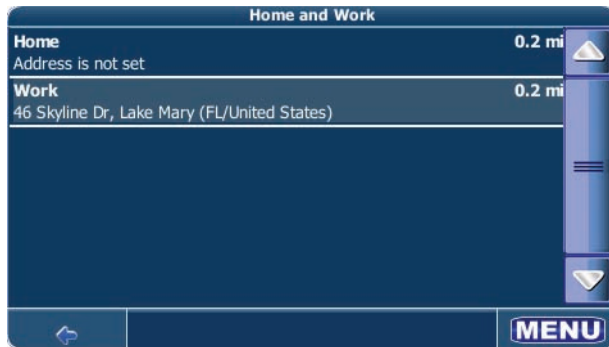 Home and Work
Home 0.2 mi
Address is not set
Work 0.2 mi
46 Skyline Dr, Lake Mary (FL/United States)
MENU